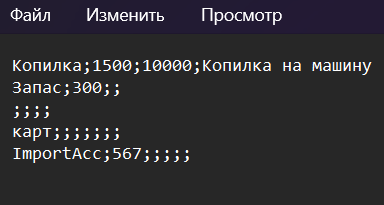 Файл Изменить Просмотр
Копилка;1500;10000;Копилка на машину
Запас;300;;
;;;;
карт;;;;;;;
ImportAcc;567;;;;;